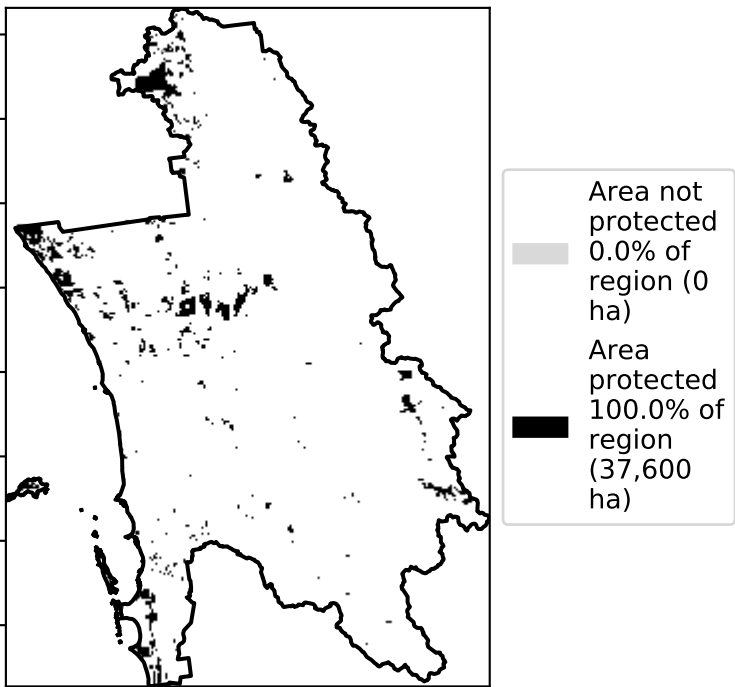 Area not
protected
0.0% of
region (0
ha)
Area
protected
100.0% of
region
(37,600
ha)